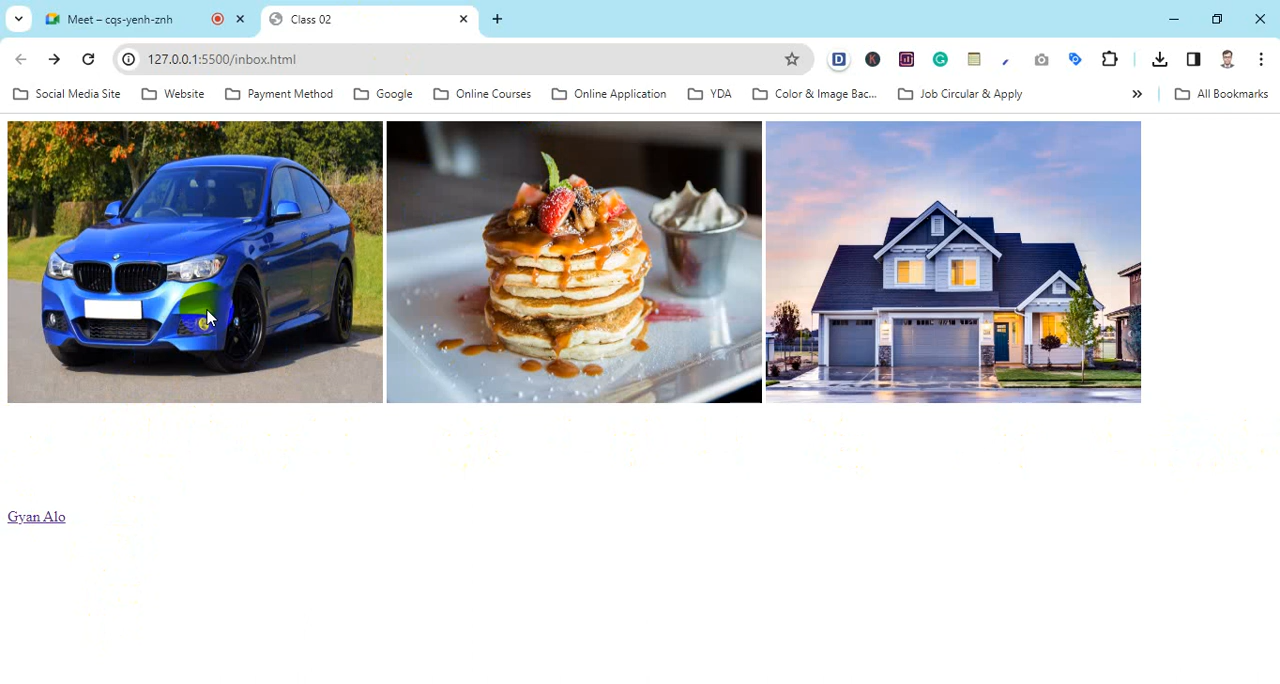 Meet – cqs-yenh-znh
Class 02
127.0.0.1:5500/inbox.html
Social Media Site
Website
Payment Method
Google
Online Courses
Online Application
YDA
Color & Image Bac...
Job Circular & Apply
All Bookmarks
Gyan Alo